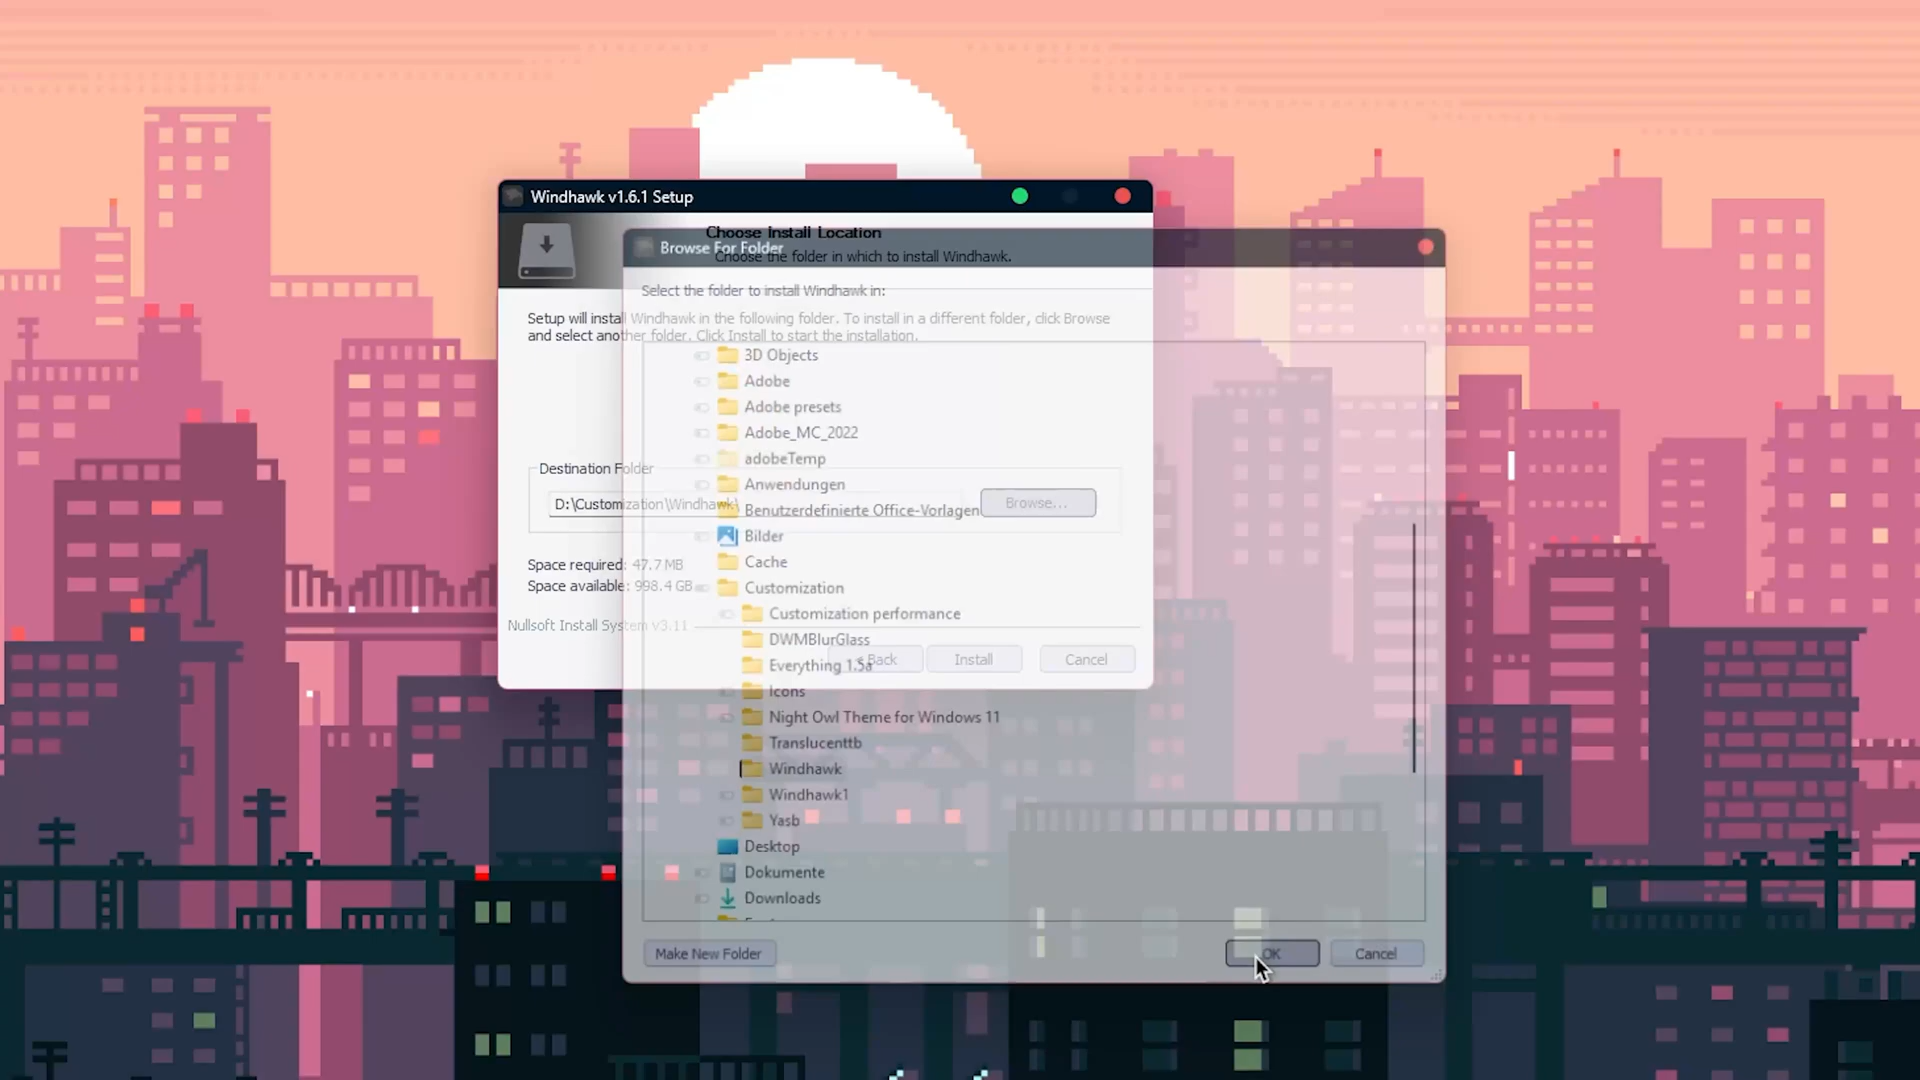 Windhawk v1.6.1 Setup
Choose Install Location
Choose the folder in which to install Windhawk.
Browse For Folder
Select the folder to install Windhawk in:
Setup will install Windhawk in the following folder. To install in a different folder, click Browse
and select another folder. Click Install to start the installation.
3D Objects
Adobe
Adobe presets
Adobe_MC_2022
adobeTemp
Anwendungen
Destination Folder
D:\Customization\Windhawk\
Browse...
Benutzerdefinierte Office-Vorlagen
Bilder
Cache
Space required: 47.7 MB
Space available: 998.4 GB
Customization
Customization performance
Nullsoft Install System v3.11
DWMBlurGlass
Everything 1.5a
< Back
Install
Cancel
Icons
Night Owl Theme for Windows 11
Translucenttb
Windhawk
Windhawk1
Yasb
Desktop
Dokumente
Downloads
Make New Folder
OK
Cancel